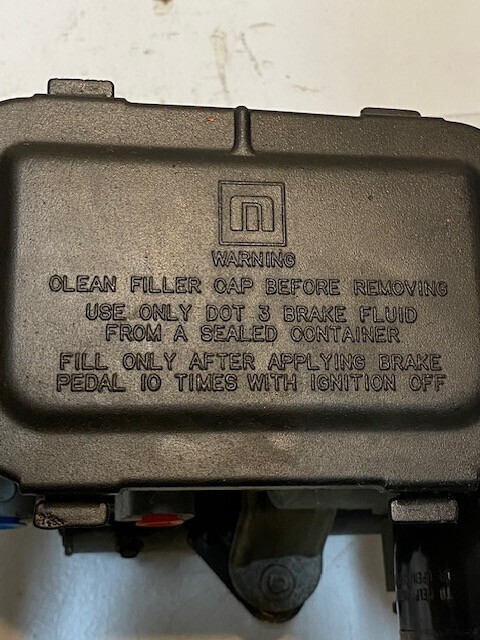 WARNING
CLEAN FILLER CAP BEFORE REMOVING
USE ONLY DOT 3 BRAKE FLUID
FROM A SEALED CONTAINER
FILL ONLY AFTER APPLYING BRAKE
PEDAL 10 TIMES WITH IGNITION OFF